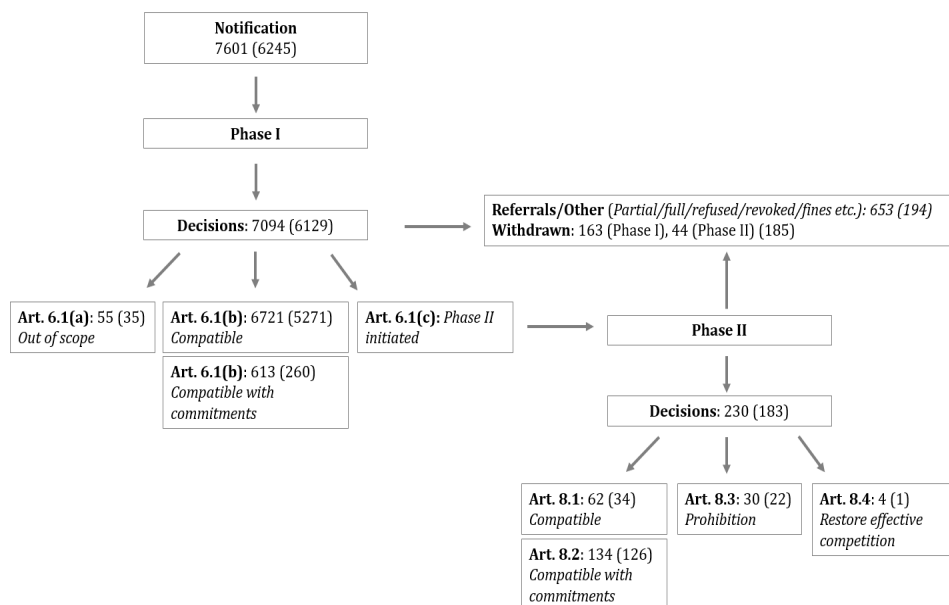 Notification
7601 (6245)
Phase I
Decisions: 7094 (6129)
Referrals/Other (Partial/full/refused/revoked/fines etc.): 653 (194)
Withdrawn: 163 (Phase I), 44 (Phase II) (185)
Art. 6.1(a): 55 (35)
Out of scope
Art. 6.1(b): 6721 (5271)
Compatible
Art. 6.1(b): 613 (260)
Compatible with
commitments
Art. 6.1(c): Phase II
initiated
Phase II
Decisions: 230 (183)
Art. 8.1: 62 (34)
Compatible
Art. 8.2: 134 (126)
Compatible with
commitments
Art. 8.3: 30 (22)
Prohibition
Art. 8.4: 4 (1)
Restore effective
competition